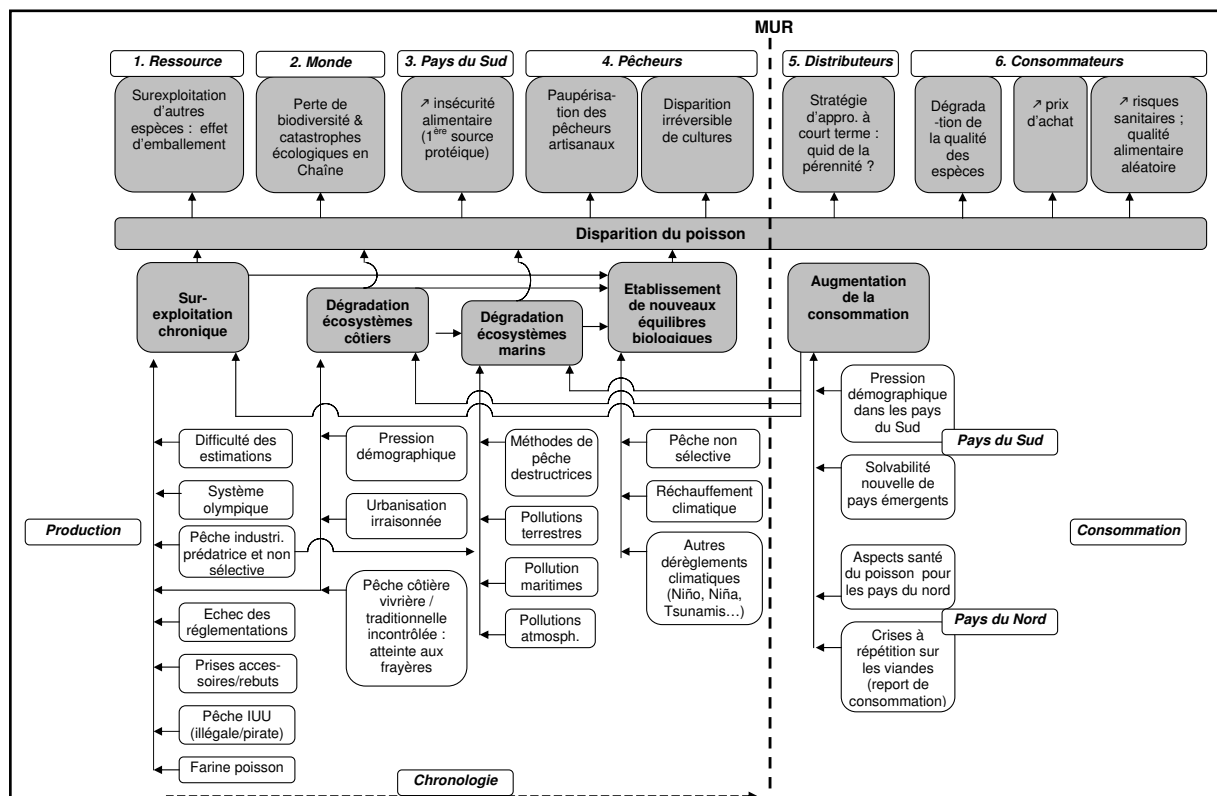 MUR
1. Ressource
2. Monde
3. Pays du Sud
4. Pêcheurs
5. Distributeurs
6. Consommateurs
Surexploitation
d'autres
espèces : effet
d'emballement
Perte de
biodiversité &
catastrophes
écologiques en
Chaîne
↗ insécurité
alimentaire
(1ère source
protéique)
Paupérisa-
tion des
pêcheurs
artisanaux
Disparition
irréversible
de cultures
Stratégie
d'appro. à
court terme :
quid de la
pérennité ?
Dégrada
-tion de la
qualité des
espèces
↗ prix
d'achat
↗ risques
sanitaires ;
qualité
alimentaire
aléatoire
Disparition du poisson
Sur-
exploitation
chronique
Dégradation
écosystèmes
côtiers
Dégradation
écosystèmes
marins
Etablissement
de nouveaux
équilibres
biologiques
Augmentation
de la
consommation
Difficulté des
estimations
Système
olympique
Pêche industri.
prédatrice et non
sélective
Echec des
réglementations
Prises acces-
soires/rebuts
Pêche IUU
(illégale/pirate)
Farine poisson
Pression
démographique
Urbanisation
irraisonnée
Pêche côtière
vivrière /
traditionnelle
incontrôlée :
atteinte aux
frayères
Méthodes de
pêche
destructrices
Pollutions
terrestres
Pollution
maritimes
Pollutions
atmosph.
Pêche non
sélective
Réchauffement
climatique
Autres
dérèglements
climatiques
(Niño, Niña,
Tsunamis…)
Pression
démographique
dans les pays
du Sud
Pays du Sud
Solvabilité
nouvelle de
pays émergents
Aspects santé
du poisson pour
les pays du nord
Pays du Nord
Crises à
répétition sur
les viandes
(report de
consommation)
Production
Consommation
Chronologie